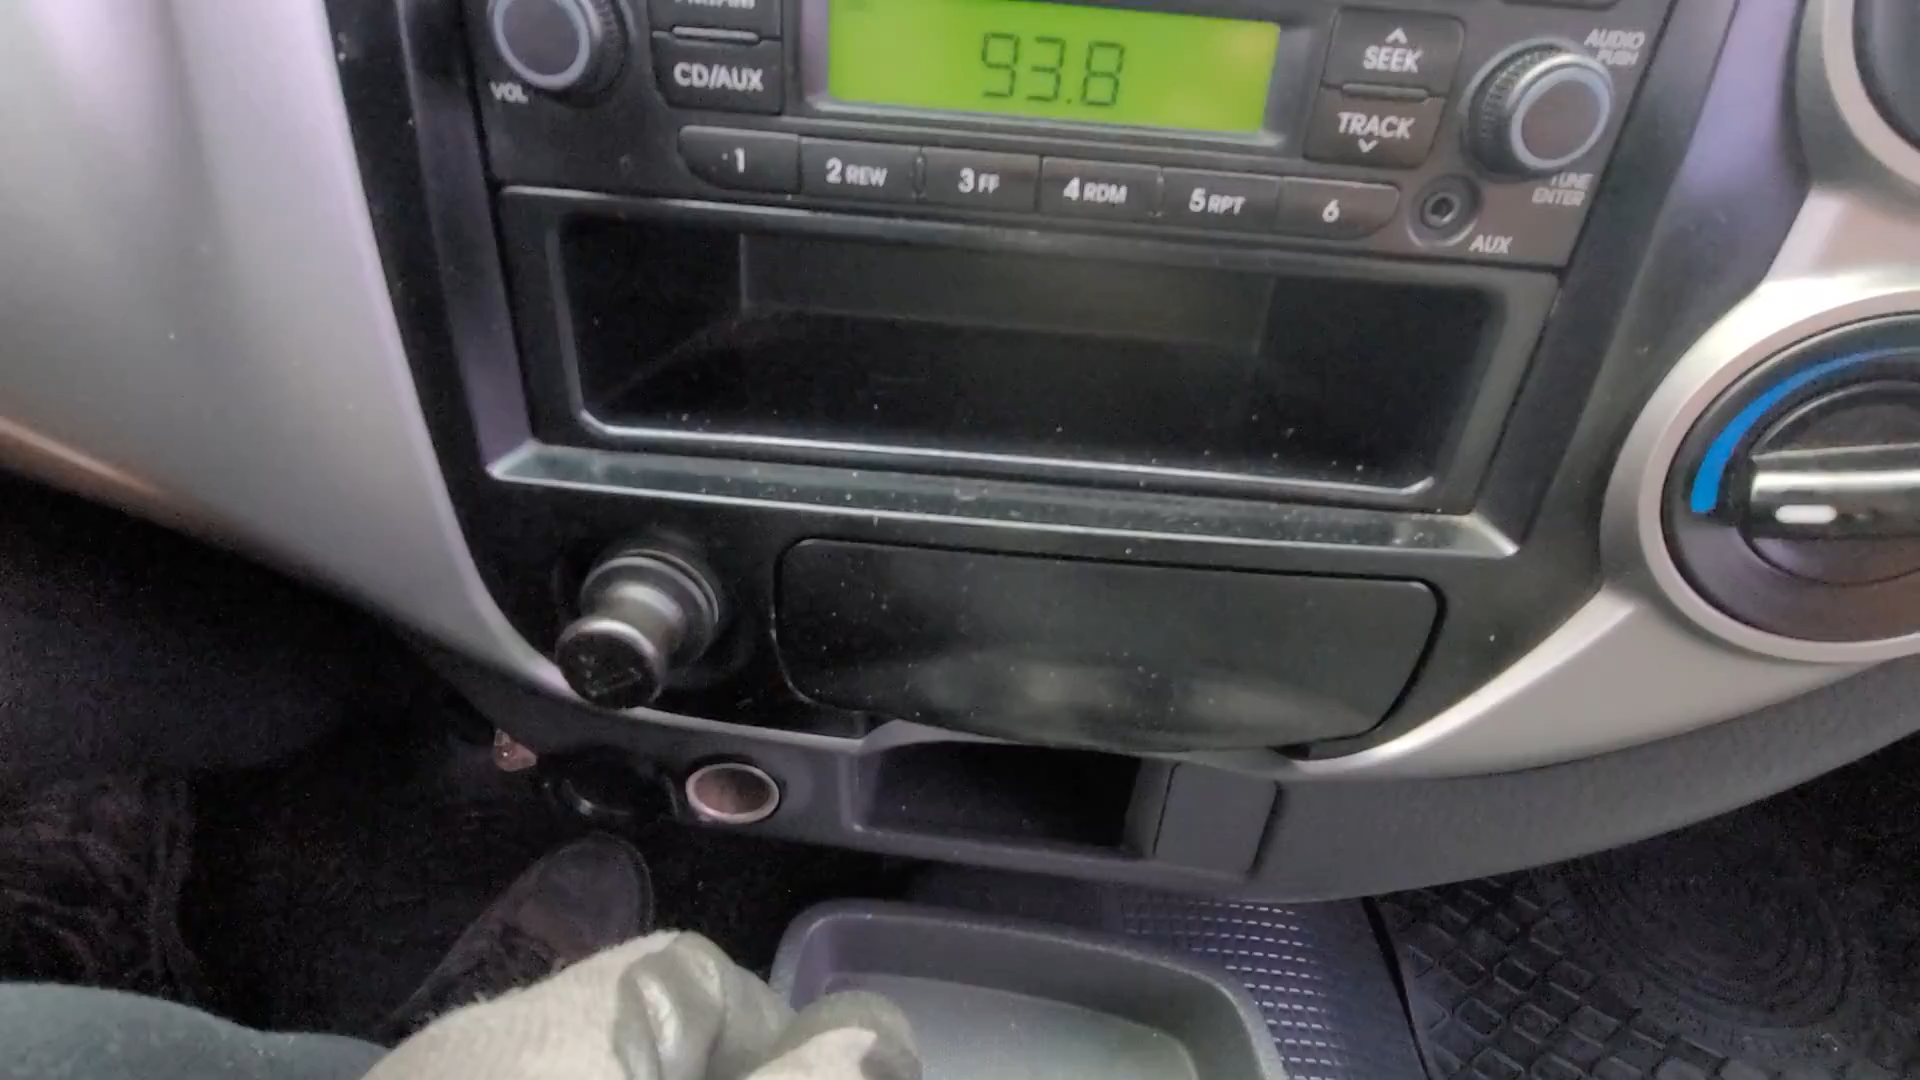 93.8
SEEK
AUDIO
PUSH
VOL
CD/AUX
TRACK
1
2 REW
3 FF
4 RDM
5 RPT
6
TUNE
ENTER
AUX